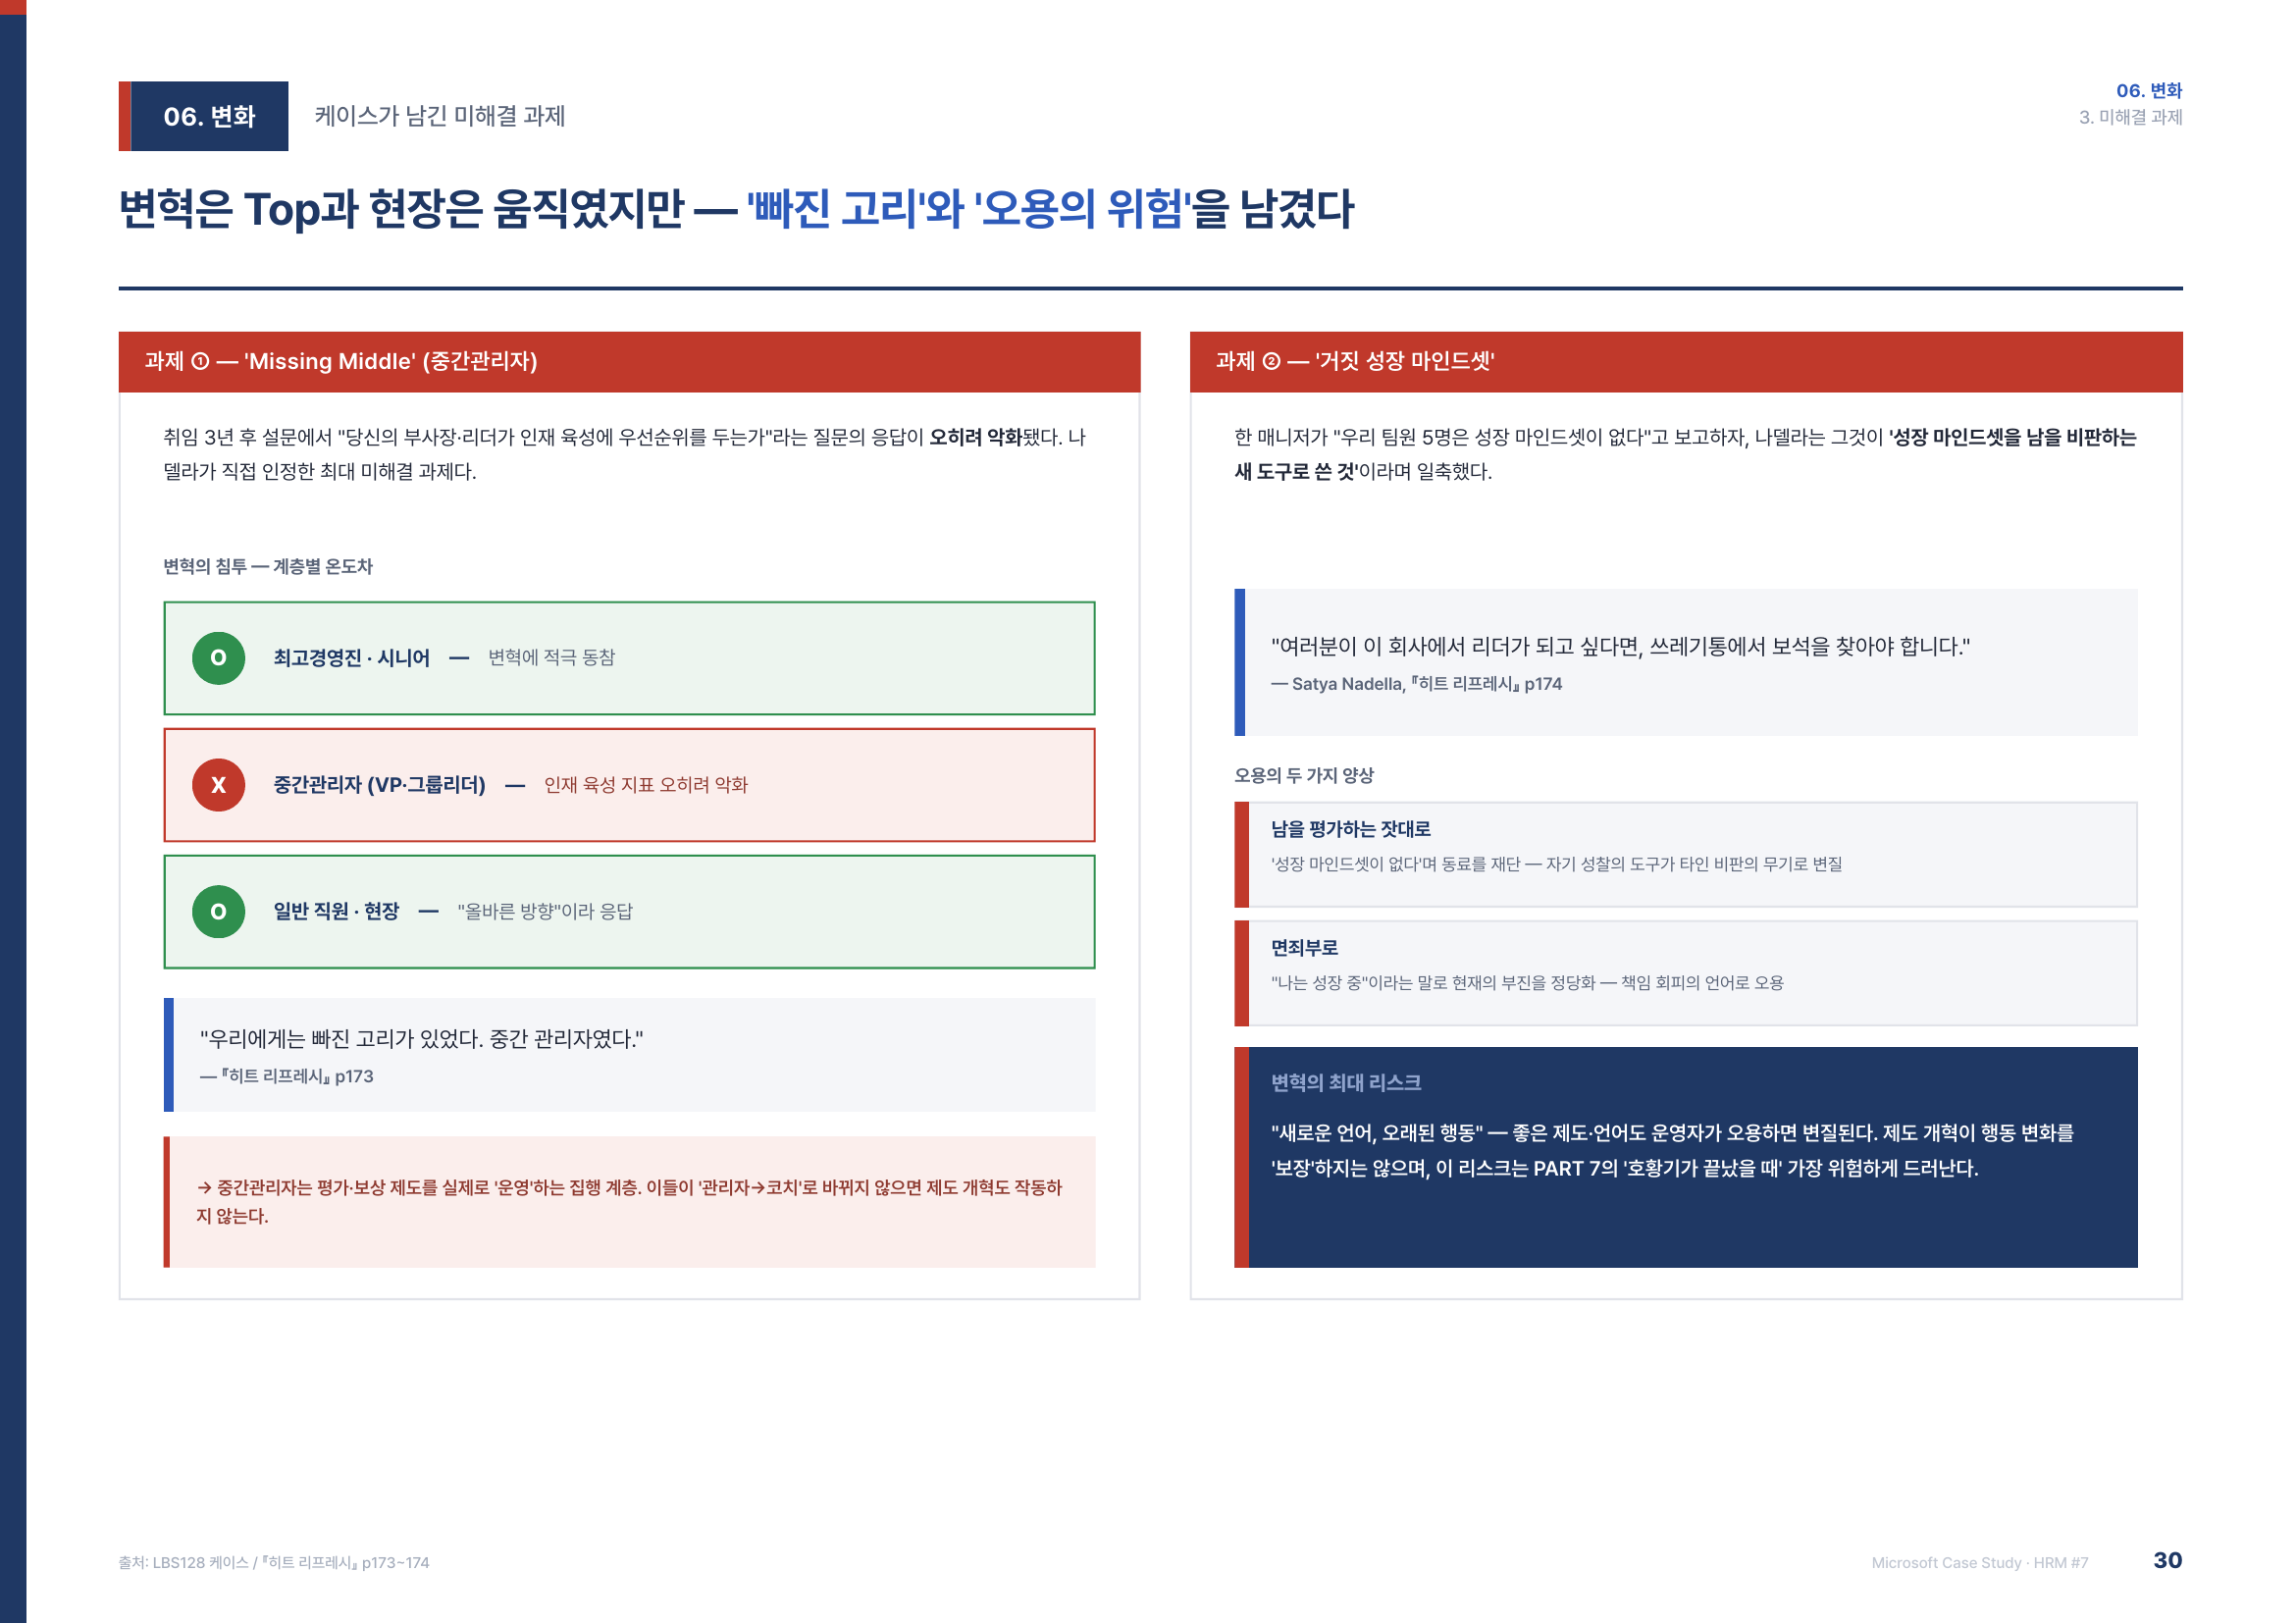 06. 변화
케이스가 남긴 미해결 과제
06. 변화
3. 미해결 과제
변혁은 Top과 현장은 움직였지만 — '빠진 고리'와 '오용의 위험'을 남겼다
과제 ① — 'Missing Middle' (중간관리자)
취임 3년 후 설문에서 "당신의 부사장·리더가 인재 육성에 우선순위를 두는가"라는 질문의 응답이 오히려 악화됐다. 나
델라가 직접 인정한 최대 미해결 과제다.
변혁의 침투 — 계층별 온도차
O 최고경영진 · 시니어 — 변혁에 적극 동참
X 중간관리자 (VP·그룹리더) — 인재 육성 지표 오히려 악화
O 일반 직원 · 현장 — "올바른 방향"이라 응답
"우리에게는 빠진 고리가 있었다. 중간 관리자였다."
— 『히트 리프레시』 p173
→ 중간관리자는 평가·보상 제도를 실제로 '운영'하는 집행 계층. 이들이 '관리자→코치'로 바뀌지 않으면 제도 개혁도 작동하
지 않는다.
과제 ② — '거짓 성장 마인드셋'
한 매니저가 "우리 팀원 5명은 성장 마인드셋이 없다"고 보고하자, 나델라는 그것이 '성장 마인드셋을 남을 비판하는
새 도구로 쓴 것'이라며 일축했다.
"여러분이 이 회사에서 리더가 되고 싶다면, 쓰레기통에서 보석을 찾아야 합니다."
— Satya Nadella, 『히트 리프레시』 p174
오용의 두 가지 양상
남을 평가하는 잣대로
'성장 마인드셋이 없다'며 동료를 재단 — 자기 성찰의 도구가 타인 비판의 무기로 변질
면죄부로
"나는 성장 중"이라는 말로 현재의 부진을 정당화 — 책임 회피의 언어로 오용
변혁의 최대 리스크
"새로운 언어, 오래된 행동" — 좋은 제도·언어도 운영자가 오용하면 변질된다. 제도 개혁이 행동 변화를
'보장'하지는 않으며, 이 리스크는 PART 7의 '호황기가 끝났을 때' 가장 위험하게 드러난다.
출처: LBS128 케이스 / 『히트 리프레시』 p173~174
Microsoft Case Study · HRM #7
30